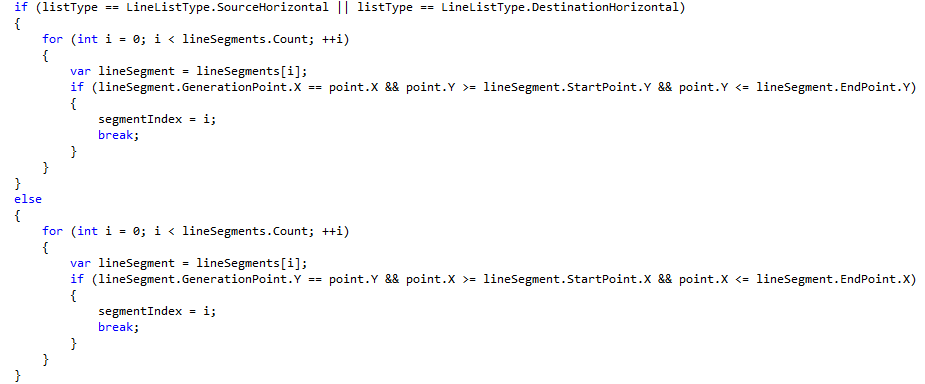 if (listType == LineListType.SourceHorizontal || listType == LineListType.DestinationHorizontal)
{
    for (int i = 0; i < lineSegments.Count; ++i)
    {
        var lineSegment = lineSegments[i];
        if (lineSegment.GenerationPoint.X == point.X && point.Y >= lineSegment.StartPoint.Y && point.Y <= lineSegment.EndPoint.Y)
        {
            segmentIndex = i;
            break;
        }
    }
}
else
{
    for (int i = 0; i < lineSegments.Count; ++i)
    {
        var lineSegment = lineSegments[i];
        if (lineSegment.GenerationPoint.Y == point.Y && point.X >= lineSegment.StartPoint.X && point.X <= lineSegment.EndPoint.X)
        {
            segmentIndex = i;
            break;
        }
    }
}